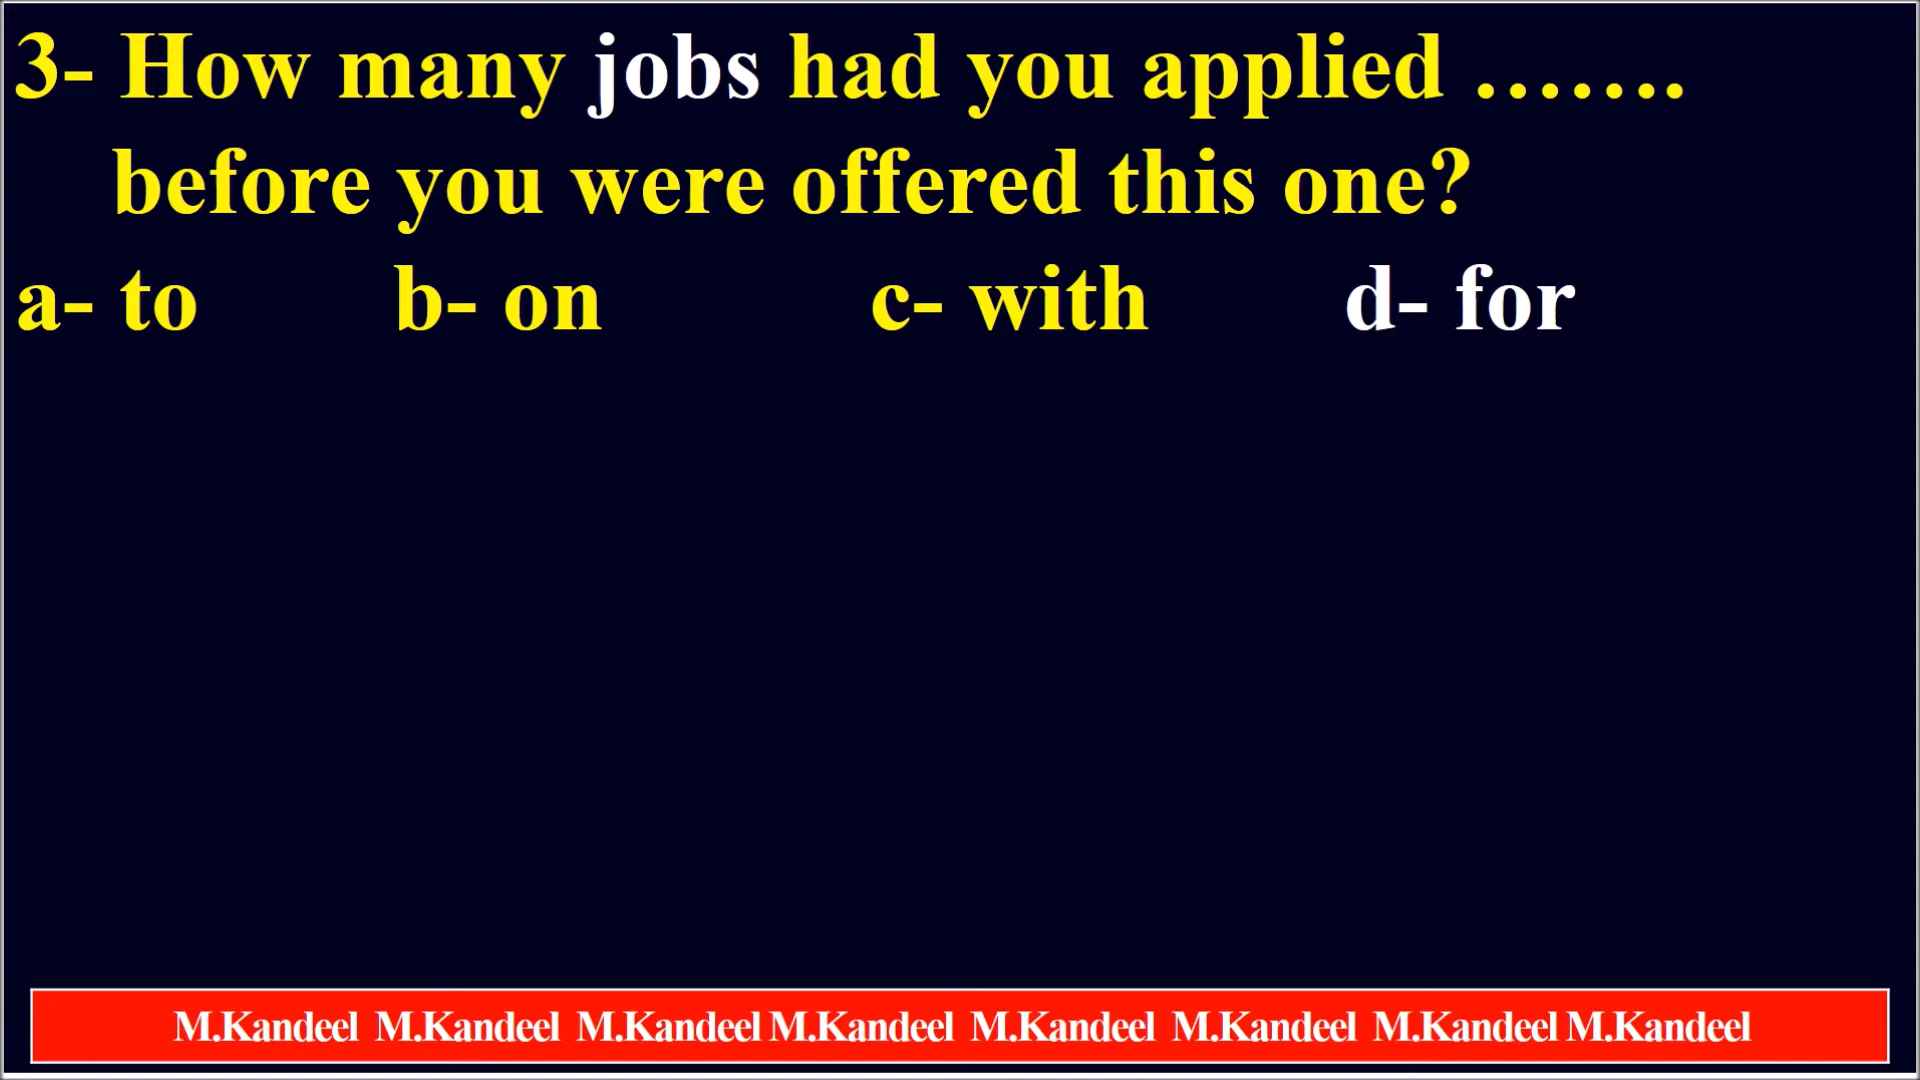 3- How many jobs had you applied …….
before you were offered this one?
a- to b- on c- with d- for
M.Kandeel M.Kandeel M.Kandeel M.Kandeel M.Kandeel M.Kandeel M.Kandeel M.Kandeel